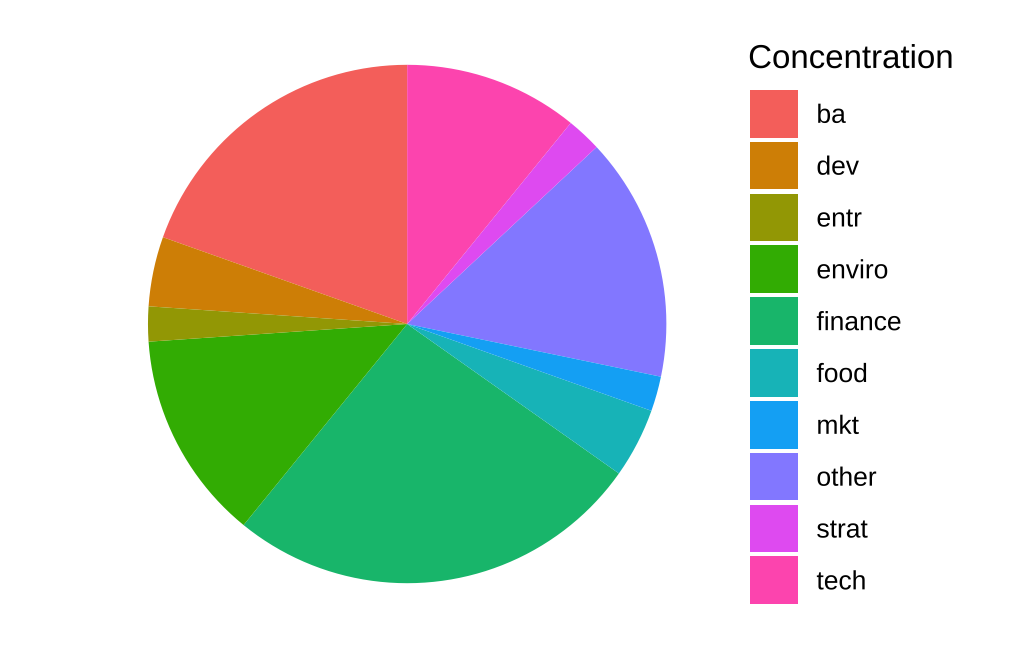 Concentration
ba
dev
entr
enviro
finance
food
mkt
other
strat
tech